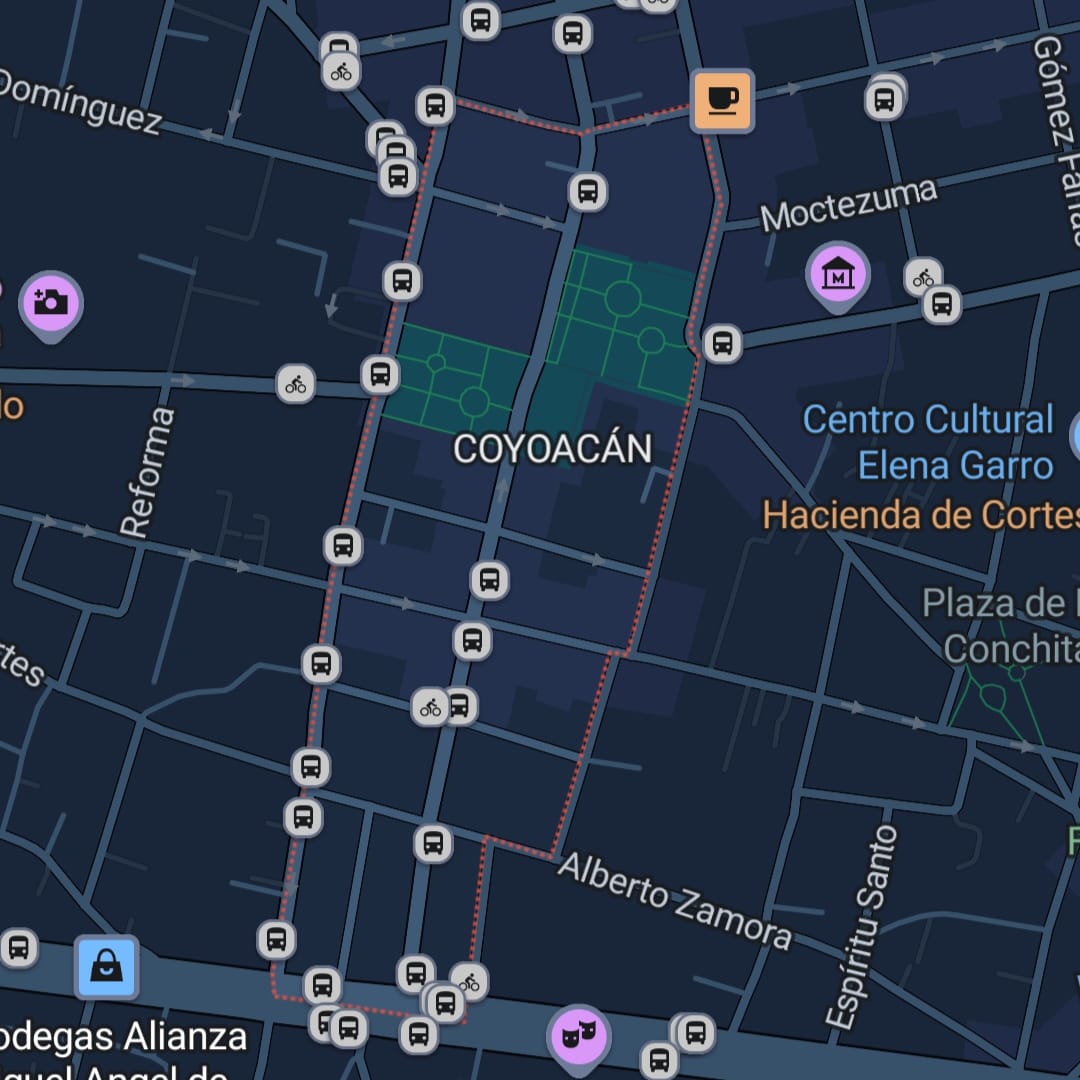 Domínguez
Gómez Farías
Moctezuma
M
lo
Reforma
COYOACÁN
Centro Cultural
Elena Garro
Hacienda de Cortes
Plaza de
Conchita
rtes
Alberto Zamora
Espíritu Santo
odegas Alianza
guel Angel de